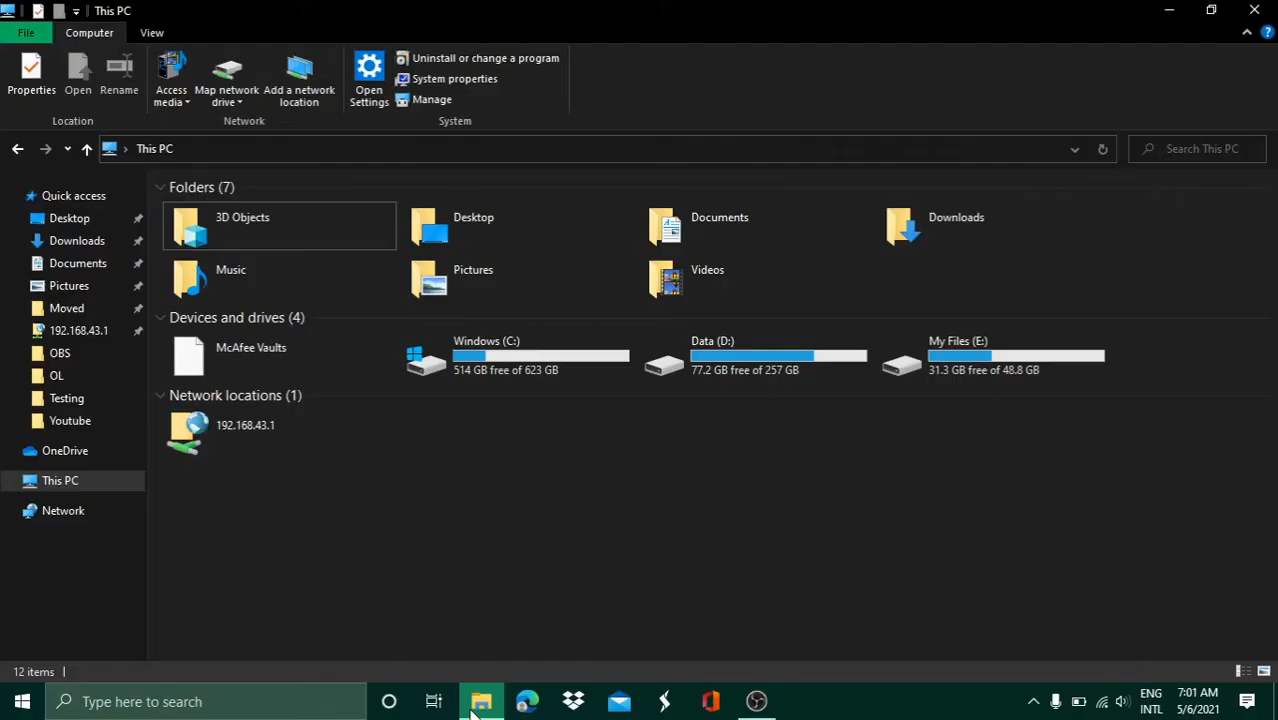 This PC
File
Computer
View
Properties
Open
Rename
Access media
Map network drive
Add a network location
Open Settings
Uninstall or change a program
System properties
Manage
Location
Network
System
This PC
Search This PC
Quick access
Desktop
Downloads
Documents
Pictures
Moved
192.168.43.1
OBS
OL
Testing
Youtube
OneDrive
This PC
Network
Folders (7)
3D Objects
Desktop
Documents
Downloads
Music
Pictures
Videos
Devices and drives (4)
McAfee Vaults
Windows (C:)
514 GB free of 623 GB
Data (D:)
77.2 GB free of 257 GB
My Files (E:)
31.3 GB free of 48.8 GB
Network locations (1)
192.168.43.1
12 items
Type here to search
ENG
INTL
7:01 AM
5/6/2021